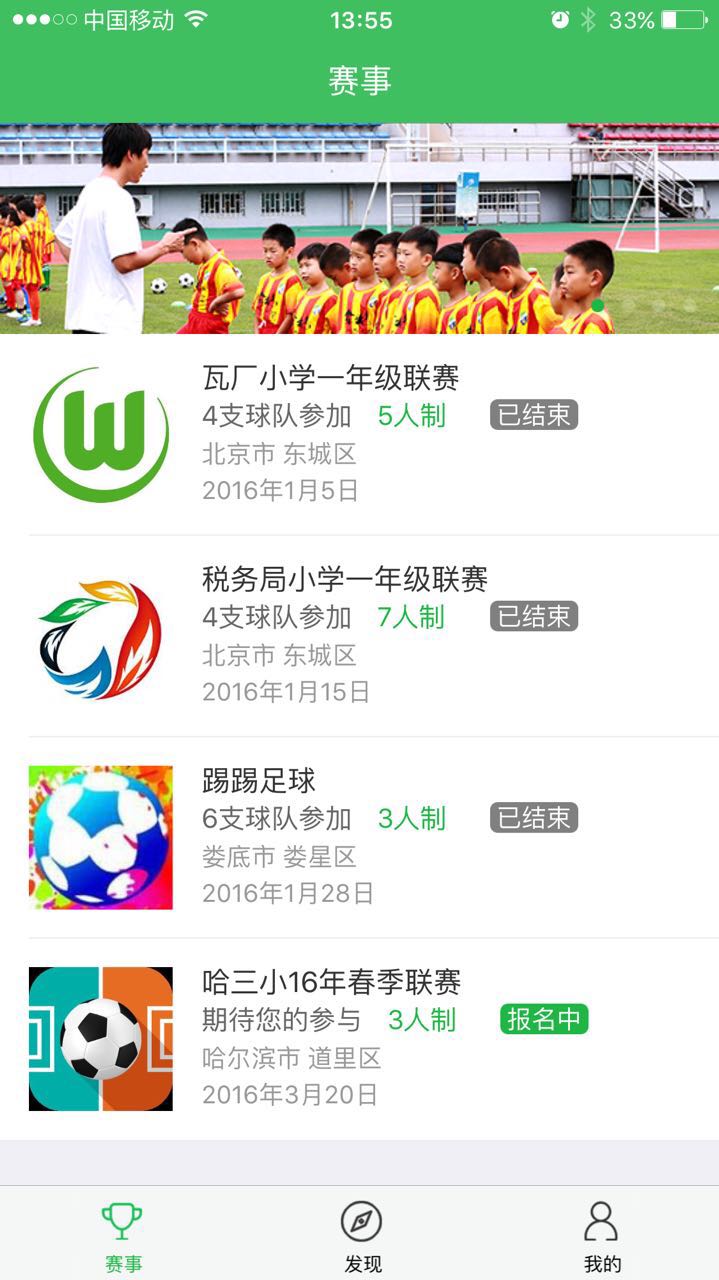 中国移动 13:55 33%
赛事
瓦厂小学一年级联赛
4支球队参加 5人制 已结束
北京市 东城区
2016年1月5日
税务局小学一年级联赛
4支球队参加 7人制 已结束
北京市 东城区
2016年1月15日
踢踢足球
6支球队参加 3人制 已结束
娄底市 娄星区
2016年1月28日
哈三小16年春季联赛
期待您的参与 3人制 报名中
哈尔滨市 道里区
2016年3月20日
赛事 发现 我的